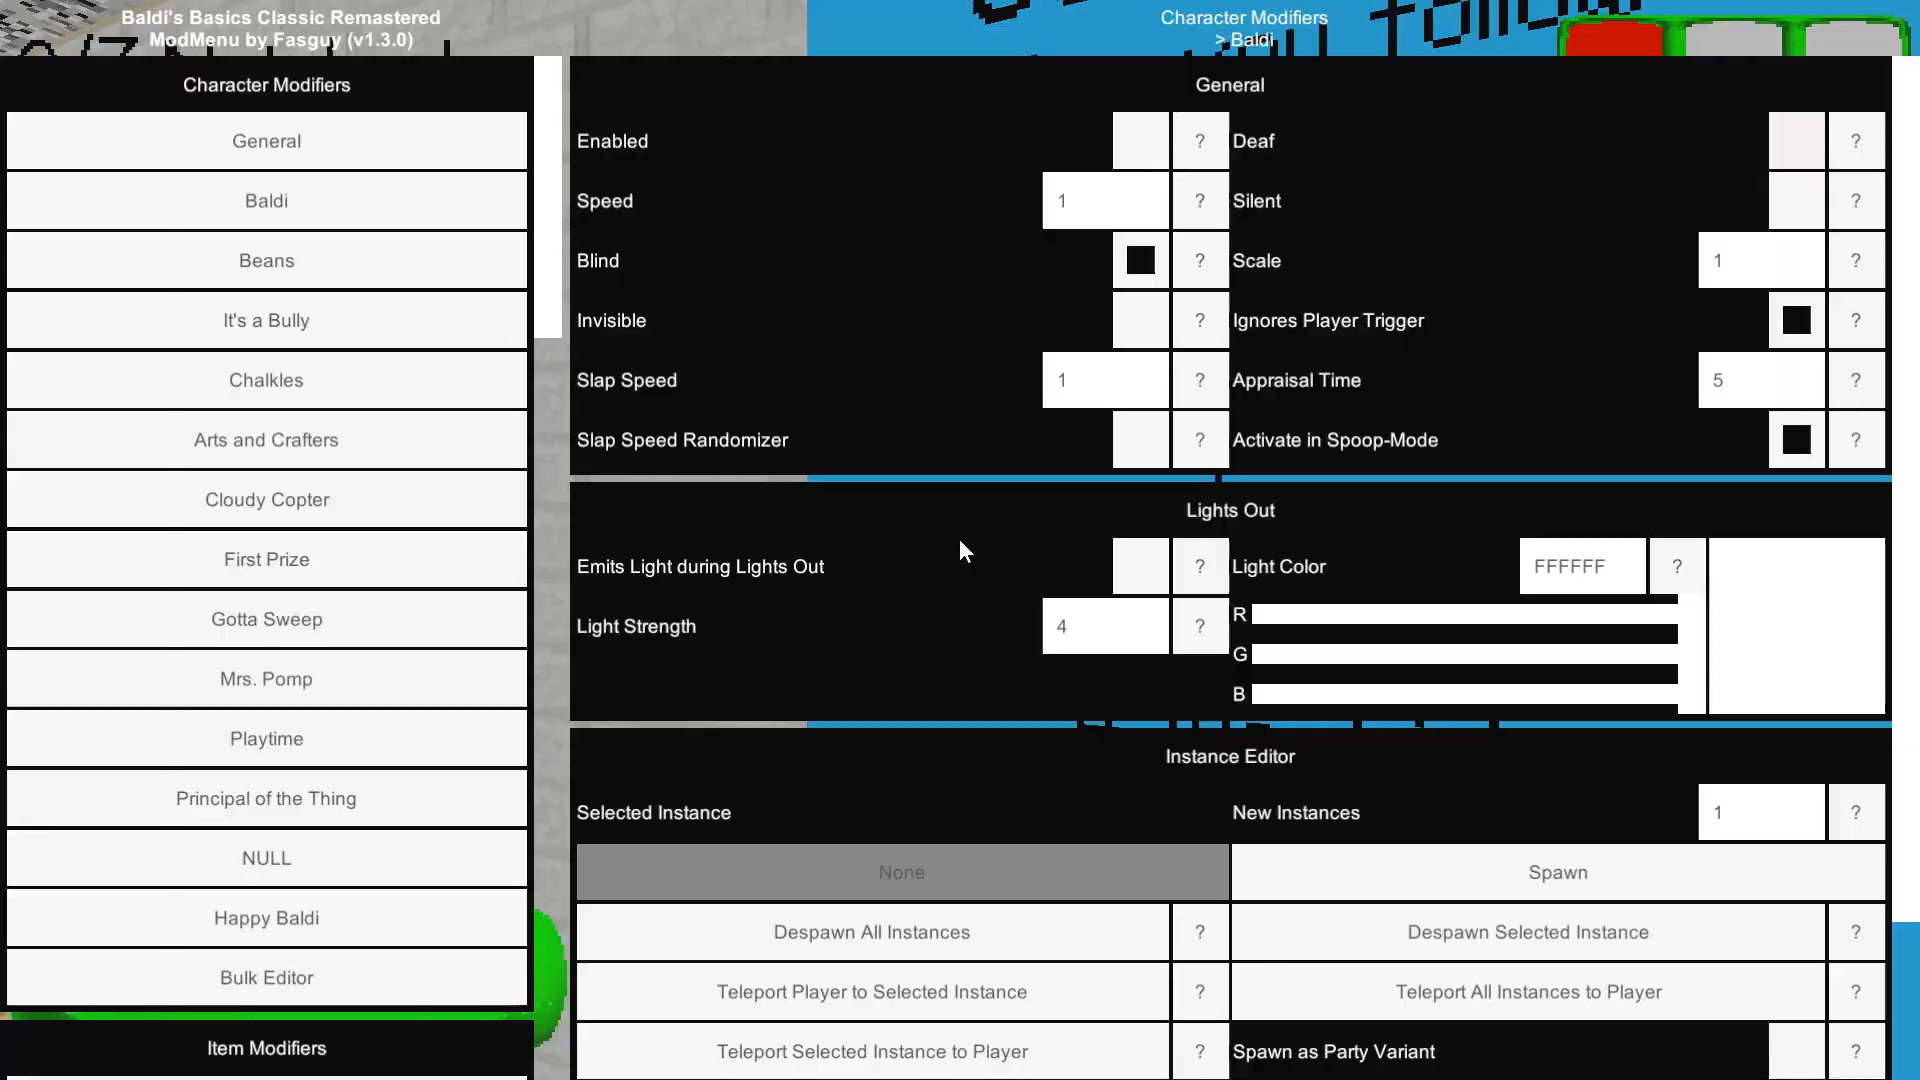 Baldi's Basics Classic Remastered
ModMenu by Fasguy (v1.3.0)
Character Modifiers
> Baldi
Character Modifiers
General
Baldi
Beans
It's a Bully
Chalkles
Arts and Crafters
Cloudy Copter
First Prize
Gotta Sweep
Mrs. Pomp
Playtime
Principal of the Thing
NULL
Happy Baldi
Bulk Editor
Item Modifiers
General
Enabled ? Deaf ?
Speed 1 ? Silent ?
Blind ? Scale 1 ?
Invisible ? Ignores Player Trigger ?
Slap Speed 1 ? Appraisal Time 5 ?
Slap Speed Randomizer ? Activate in Spoop-Mode ?
Lights Out
Emits Light during Lights Out ? Light Color FFFFFF ?
R
Light Strength 4 ?
G
B
Instance Editor
Selected Instance New Instances 1 ?
None Spawn
Despawn All Instances ? Despawn Selected Instance ?
Teleport Player to Selected Instance ? Teleport All Instances to Player ?
Teleport Selected Instance to Player ? Spawn as Party Variant ?